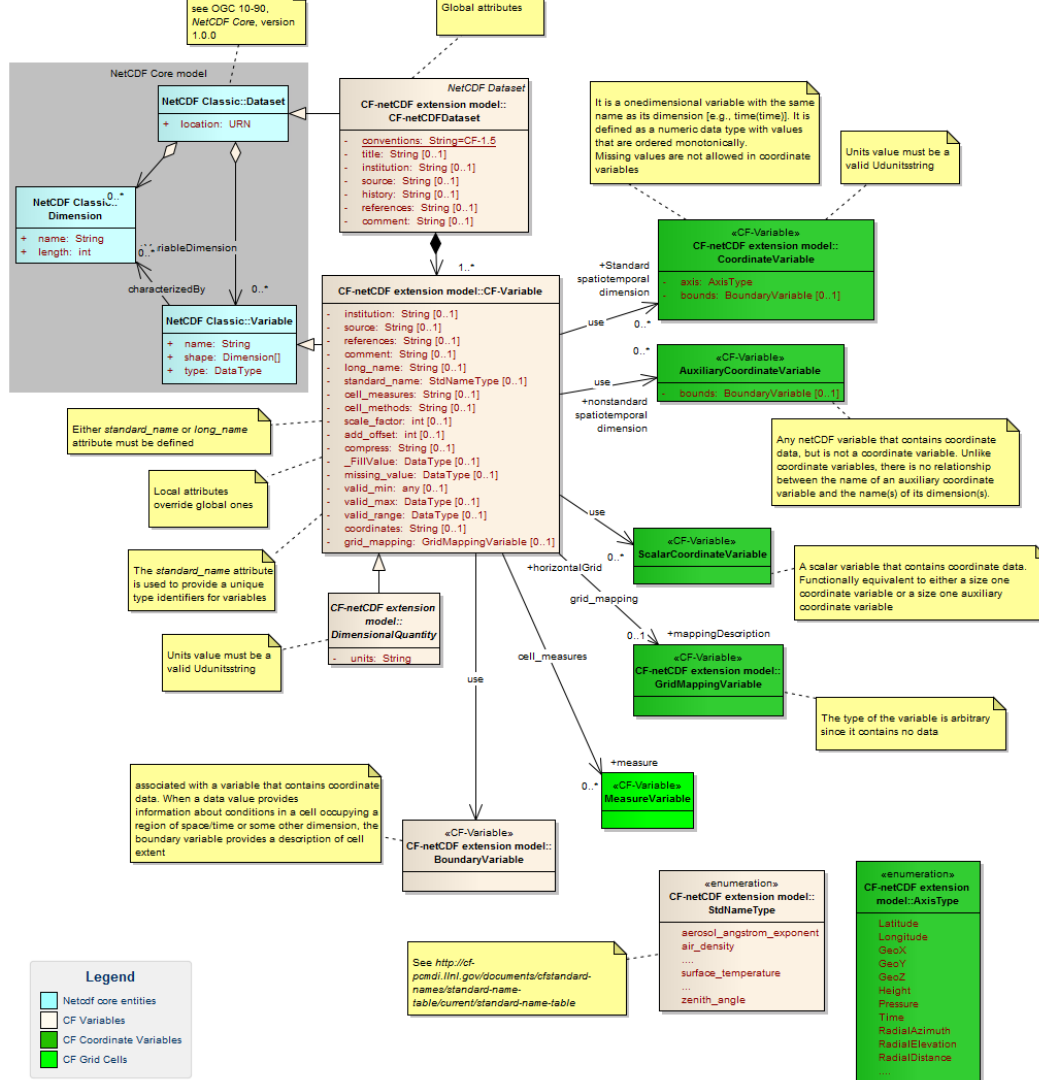 see OGC 10-90,
NetCDF Core, version
1.0.0
Global attributes
NetCDF Core model
NetCDF Classic::Dataset
+ location: URN
NetCDF Dataset
CF-netCDF extension model::
CF-netCDFDataset
- conventions: String=CF-1.5
- title: String [0..1]
- institution: String [0..1]
- source: String [0..1]
- history: String [0..1]
- references: String [0..1]
- comment: String [0..1]
It is a onedimensional variable with the same
name as its dimension [e.g., time(time)]. It is
defined as a numeric data type with values
that are ordered monotonically.
Missing values are not allowed in coordinate
variables
Units value must be a
valid Udunitsstring
0..*
NetCDF Classic::
Dimension
+ name: String
+ length: int
0..*
riableDimension
characterizedBy
0..*
NetCDF Classic::Variable
+ name: String
+ shape: Dimension[]
+ type: DataType
1..*
CF-netCDF extension model::CF-Variable
- institution: String [0..1]
- source: String [0..1]
- references: String [0..1]
- comment: String [0..1]
- long_name: String [0..1]
- standard_name: StdNameType [0..1]
- cell_measures: String [0..1]
- cell_methods: String [0..1]
- scale_factor: int [0..1]
- add_offset: int [0..1]
- compress: String [0..1]
- _FillValue: DataType [0..1]
- missing_value: DataType [0..1]
- valid_min: any [0..1]
- valid_max: DataType [0..1]
- valid_range: DataType [0..1]
- coordinates: String [0..1]
- grid_mapping: GridMappingVariable [0..1]
+Standard
spatiotemporal
dimension
use
0..*
«CF-Variable»
CF-netCDF extension model::
CoordinateVariable
- axis: AxisType
- bounds: BoundaryVariable [0..1]
0..*
use
+nonstandard
spatiotemporal
dimension
«CF-Variable»
AuxiliaryCoordinateVariable
- bounds: BoundaryVariable [0..1]
Any netCDF variable that contains coordinate
data, but is not a coordinate variable. Unlike
coordinate variables, there is no relationship
between the name of an auxiliary coordinate
variable and the name(s) of its dimension(s).
Either standard_name or long_name
attribute must be defined
Local attributes
override global ones
The standard_name attribute
is used to provide a unique
type identifiers for variables
Units value must be a
valid Udunitsstring
CF-netCDF extension
model::
DimensionalQuantity
- units: String
use
0..*
«CF-Variable»
ScalarCoordinateVariable
A scalar variable that contains coordinate data.
Functionally equivalent to either a size one
coordinate variable or a size one auxiliary
coordinate variable
+horizontalGrid
grid_mapping
0..1
+mappingDescription
«CF-Variable»
CF-netCDF extension model::
GridMappingVariable
The type of the variable is arbitrary
since it contains no data
cell_measures
use
+measure
0..*
«CF-Variable»
MeasureVariable
associated with a variable that contains coordinate
data. When a data value provides
information about conditions in a cell occupying a
region of space/time or some other dimension, the
boundary variable provides a description of cell
extent
«CF-Variable»
CF-netCDF extension model::
BoundaryVariable
See http://cf-
pcmdi.llnl.gov/documents/cfstandard-
names/standard-name-
table/current/standard-name-table
«enumeration»
CF-netCDF extension model::
StdNameType
aerosol_angstrom_exponent
air_density
....
surface_temperature
...
zenith_angle
«enumeration»
CF-netCDF extension
model::AxisType
Latitude
Longitude
GeoX
GeoY
GeoZ
Height
Pressure
Time
RadialAzimuth
RadialElevation
RadialDistance
....
Legend
Netcdf core entities
CF Variables
CF Coordinate Variables
CF Grid Cells